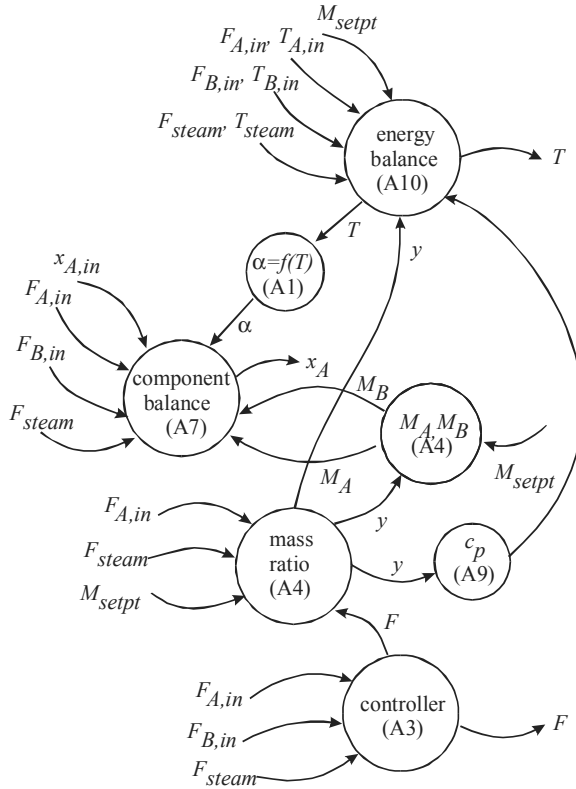 M_setpt
F_A,in, T_A,in
F_B,in, T_B,in
F_steam, T_steam
energy
balance
(A10)
T
T
y
α=f(T)
(A1)
α
x_A,in
F_A,in
F_B,in
F_steam
component
balance
(A7)
x_A
M_B
M_A, M_B
(A4)
M_setpt
M_A
F_A,in
F_steam
M_setpt
mass
ratio
(A4)
y
y
c_p
(A9)
F
F_A,in
F_B,in
F_steam
controller
(A3)
F